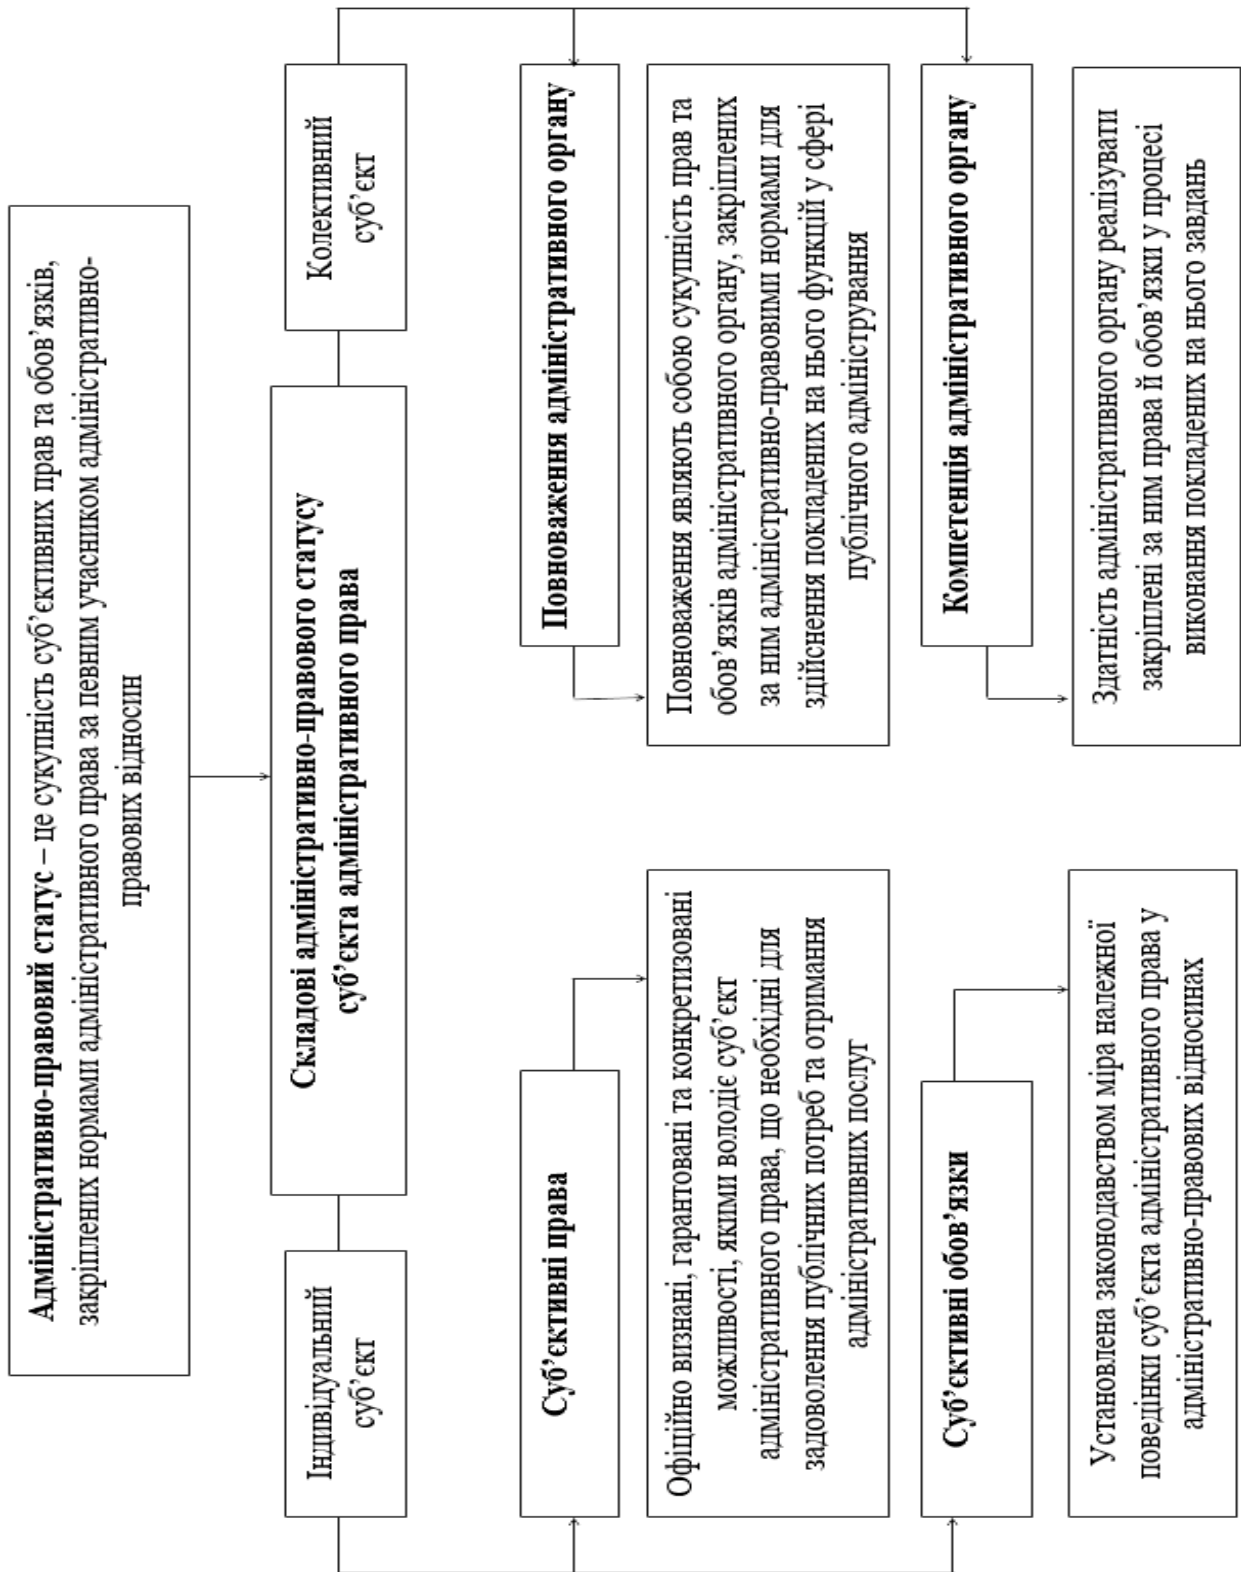 Адміністративно-правовий статус – це сукупність суб’єктивних прав та обов’язків,
закріплених нормами адміністративного права за певним учасником адміністративно-
правових відносин
Індивідуальний
суб’єкт
Складові адміністративно-правового статусу
суб’єкта адміністративного права
Колективний
суб’єкт
Суб’єктивні права
Офіційно визнані, гарантовані та конкретизовані
можливості, якими володіє суб’єкт
адміністративного права, що необхідні для
задоволення публічних потреб та отримання
адміністративних послуг
Суб’єктивні обов’язки
Установлена законодавством міра належної
поведінки суб’єкта адміністративного права у
адміністративно-правових відносинах
Повноваження адміністративного органу
Повноваження являють собою сукупність прав та
обов’язків адміністративного органу, закріплених
за ним адміністративно-правовими нормами для
здійснення покладених на нього функцій у сфері
публічного адміністрування
Компетенція адміністративного органу
Здатність адміністративного органу реалізувати
закріплені за ним права й обов’язки у процесі
виконання покладених на нього завдань